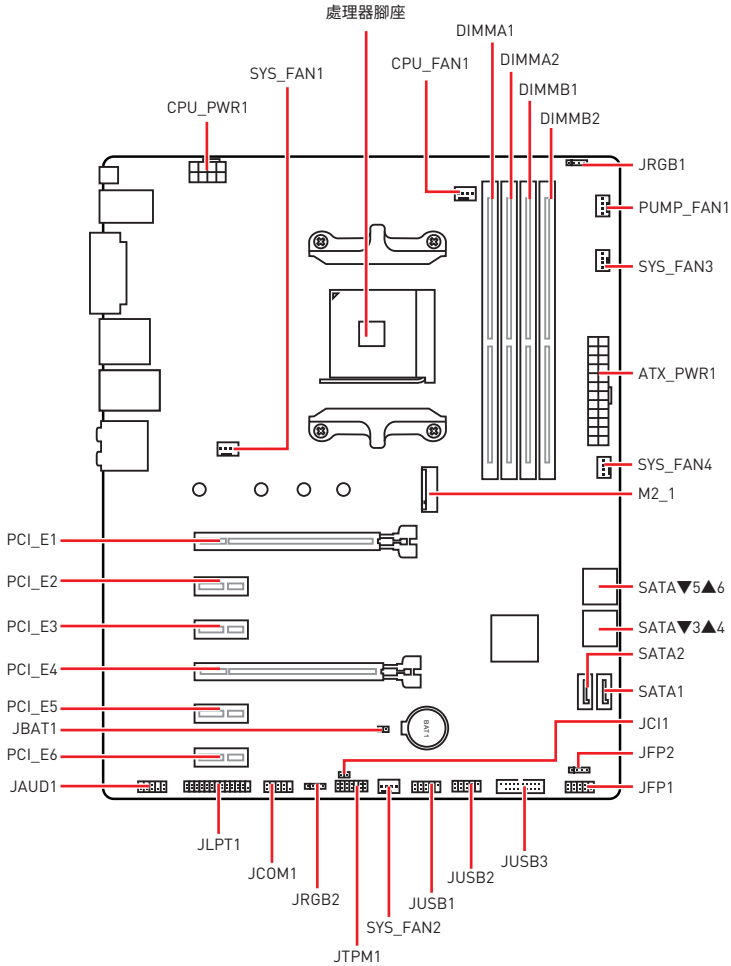 處理器腳座
DIMMA1
CPU_FAN1
DIMMA2
SYS_FAN1
DIMMB1
CPU_PWR1
DIMMB2
JRGB1
PUMP_FAN1
SYS_FAN3
ATX_PWR1
SYS_FAN4
M2_1
PCI_E1
PCI_E2
SATA▼5▲6
PCI_E3
SATA▼3▲4
PCI_E4
SATA2
SATA1
PCI_E5
JBAT1
BAT1
JCI1
PCI_E6
JFP2
JAUD1
JFP1
JLPT1
JCOM1
JRGB2
SYS_FAN2
JTPM1
JUSB1
JUSB2
JUSB3